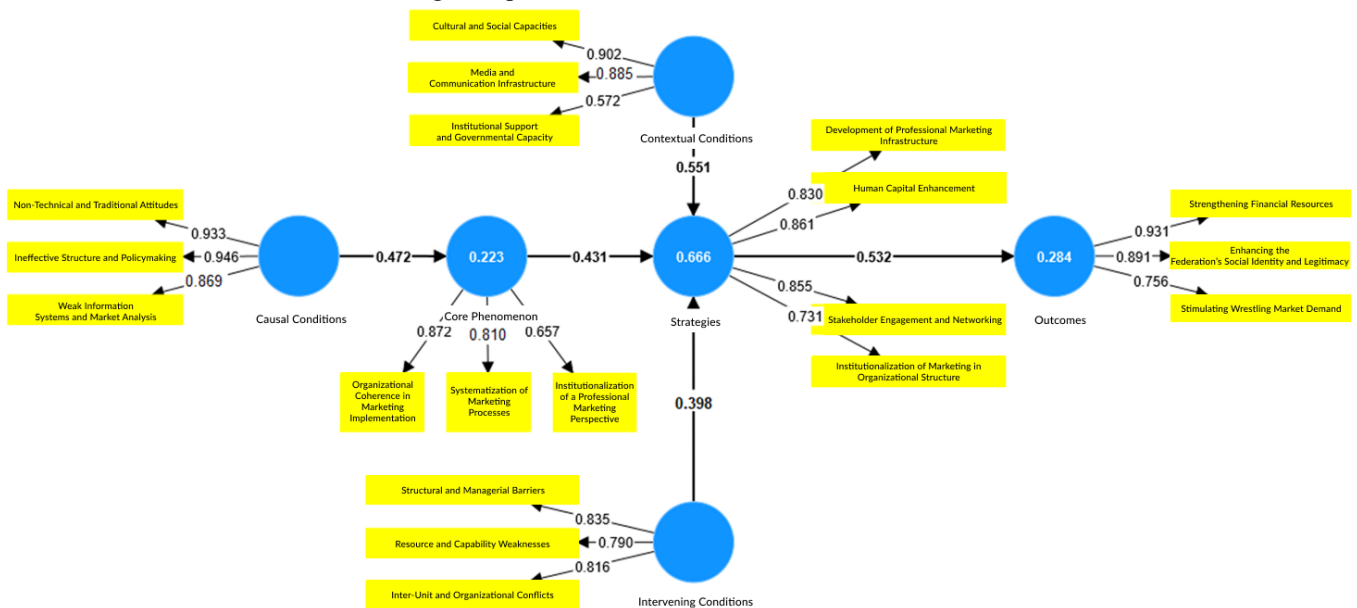 Cultural and Social Capacities
0.902
Media and
Communication Infrastructure
0.885
0.572
Institutional Support
and Governmental Capacity
Contextual Conditions
0.551
Development of Professional Marketing
Infrastructure
0.830
Human Capital Enhancement
0.861
Non-Technical and Traditional Attitudes
0.933
Ineffective Structure and Policymaking
0.946
0.869
Weak Information
Systems and Market Analysis
Causal Conditions
0.472
0.223
Core Phenomenon
0.431
0.666
Strategies
0.532
0.284
Outcomes
Strengthening Financial Resources
0.931
Enhancing the
Federation's Social Identity and Legitimacy
0.891
0.756
Stimulating Wrestling Market Demand
0.855
0.731
Stakeholder Engagement and Networking
Institutionalization of Marketing in
Organizational Structure
0.872
0.810
0.657
Organizational
Coherence in
Marketing
Implementation
Systematization of
Marketing
Processes
Institutionalization
of a Professional
Marketing
Perspective
0.398
Structural and Managerial Barriers
0.835
Resource and Capability Weaknesses
0.790
0.816
Inter-Unit and Organizational Conflicts
Intervening Conditions